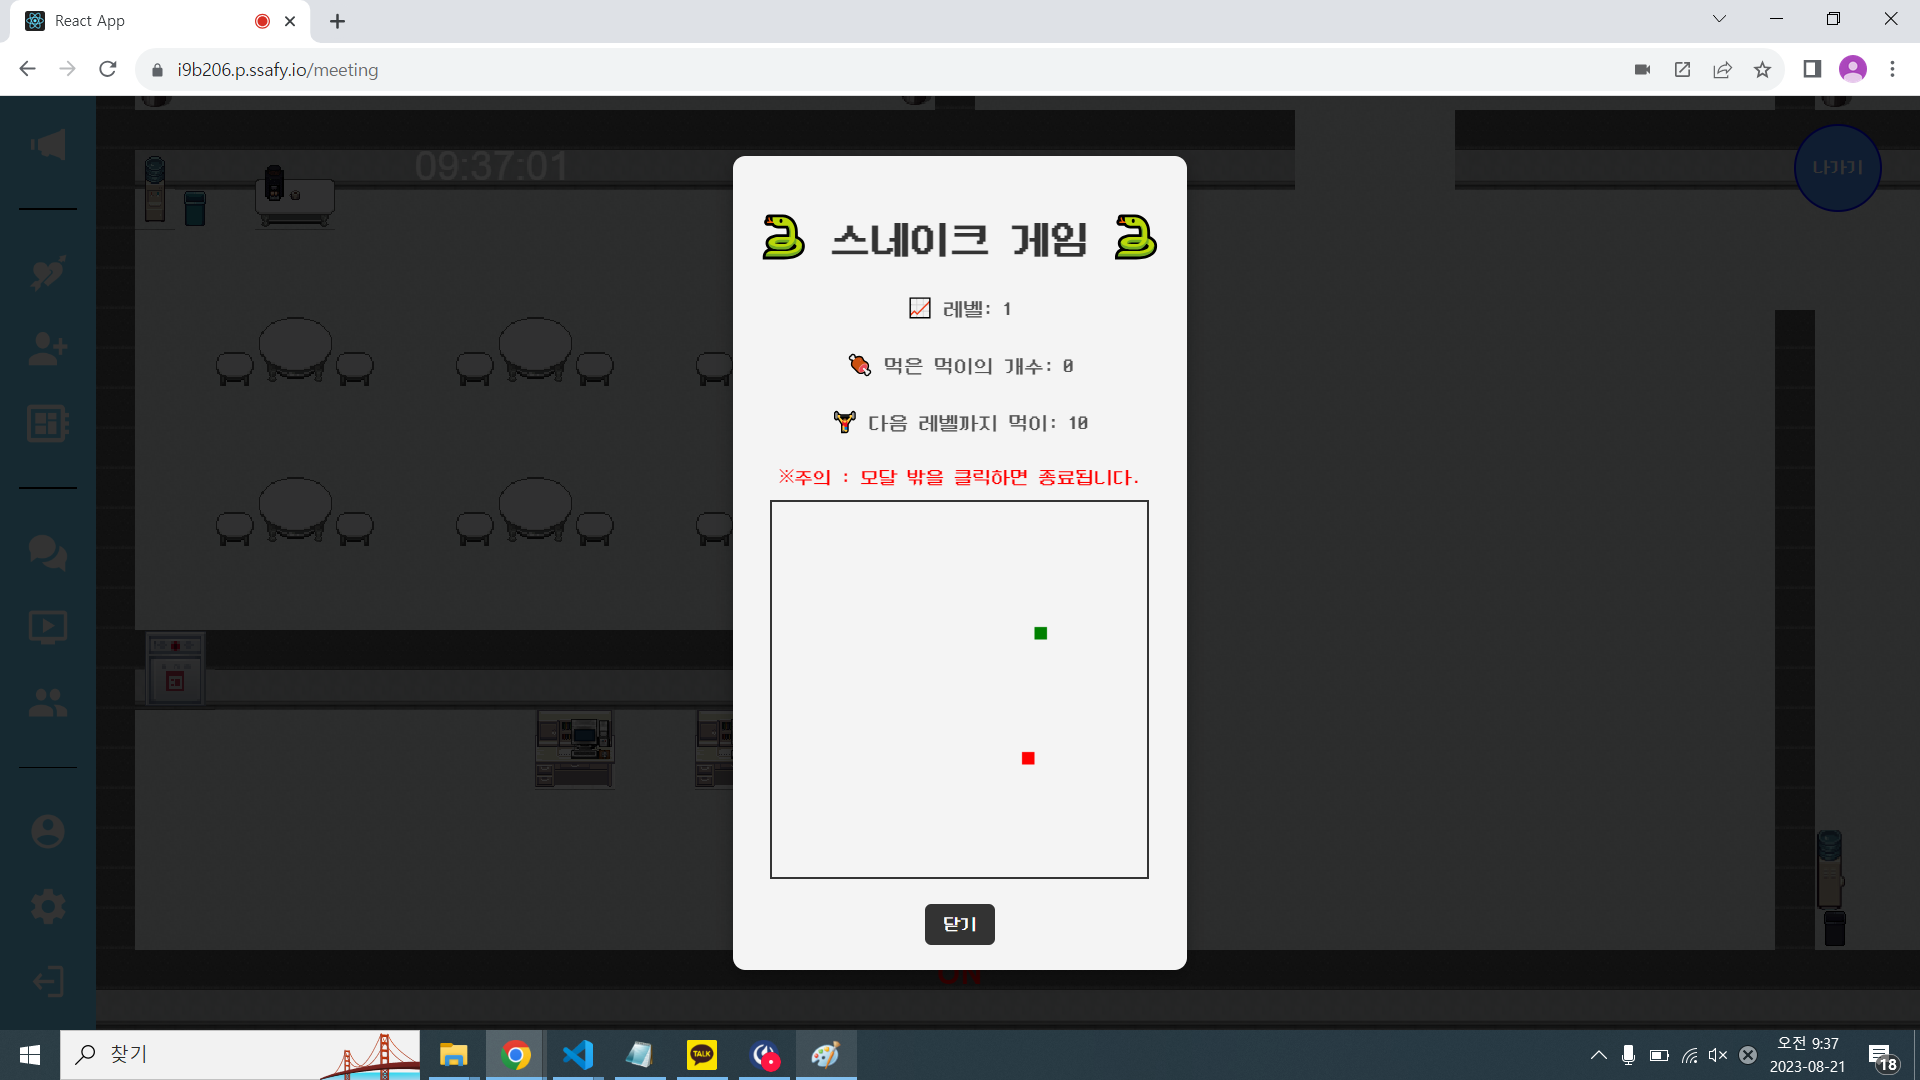 React App
i9b206.p.ssafy.io/meeting
09:37:01
나가기
스네이크 게임
레벨: 1
먹은 먹이의 개수: 0
다음 레벨까지 먹이: 10
※주의 : 모달 밖을 클릭하면 종료됩니다.
닫기
찾기
TALK
오전 9:37
2023-08-21
18